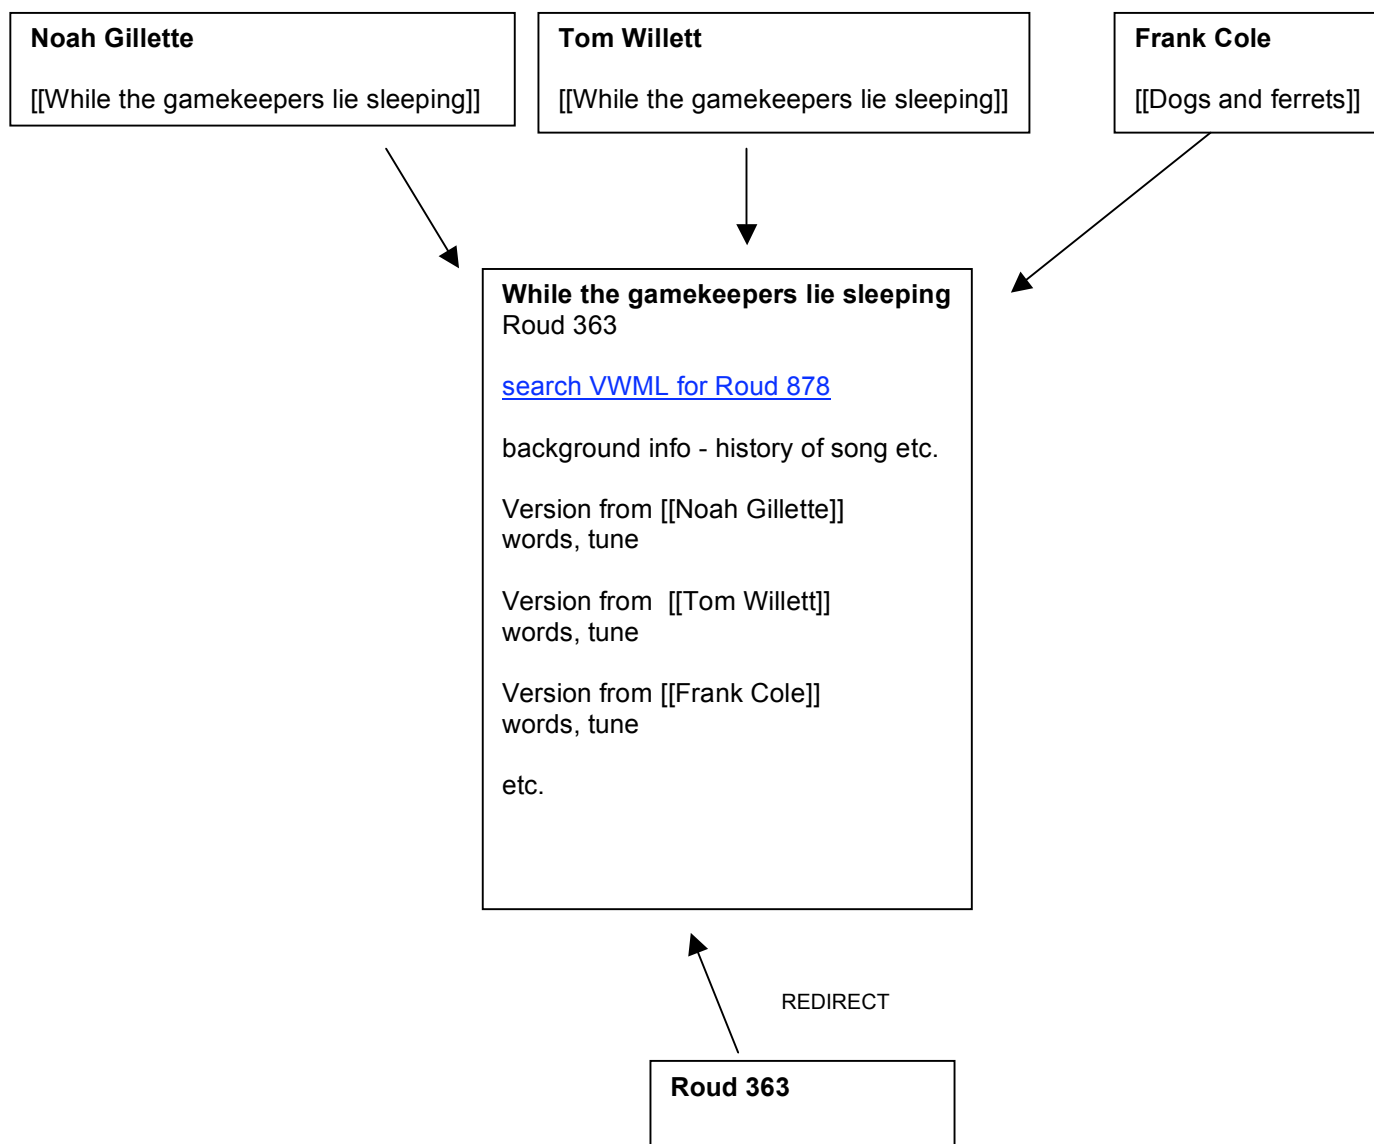 Noah Gillette
[[While the gamekeepers lie sleeping]]
Tom Willett
[[While the gamekeepers lie sleeping]]
Frank Cole
[[Dogs and ferrets]]
While the gamekeepers lie sleeping
Roud 363
search VWML for Roud 878
background info - history of song etc.
Version from [[Noah Gillette]]
words, tune
Version from  [[Tom Willett]]
words, tune
Version from [[Frank Cole]]
words, tune
etc.
REDIRECT
Roud 363